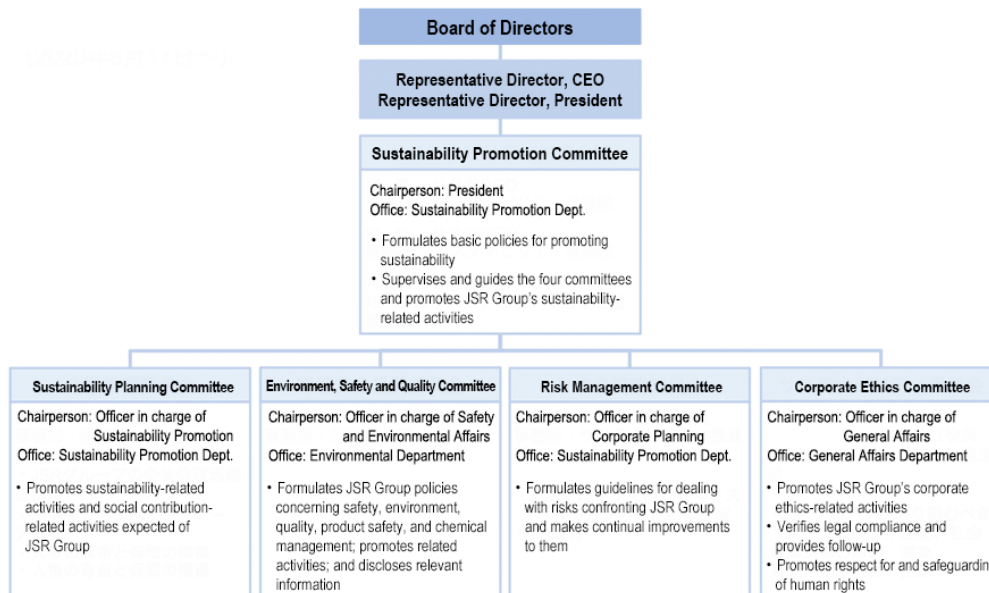 Board of Directors
Representative Director, CEO
Representative Director, President
Sustainability Promotion Committee
Chairperson: President
Office: Sustainability Promotion Dept.
• Formulates basic policies for promoting
sustainability
• Supervises and guides the four committees
and promotes JSR Group's sustainability-
related activities
Sustainability Planning Committee
Chairperson: Officer in charge of
Sustainability Promotion
Office: Sustainability Promotion Dept.
• Promotes sustainability-related
activities and social contribution-
related activities expected of
JSR Group
Environment, Safety and Quality Committee
Chairperson: Officer in charge of Safety
and Environmental Affairs
Office: Environmental Department
• Formulates JSR Group policies
concerning safety, environment,
quality, product safety, and chemical
management; promotes related
activities; and discloses relevant
information
Risk Management Committee
Chairperson: Officer in charge of
Corporate Planning
Office: Sustainability Promotion Dept.
• Formulates guidelines for dealing
with risks confronting JSR Group
and makes continual improvements
to them
Corporate Ethics Committee
Chairperson: Officer in charge of
General Affairs
Office: General Affairs Department
• Promotes JSR Group's corporate
ethics-related activities
• Verifies legal compliance and
provides follow-up
• Promotes respect for and safeguardin
of human rights